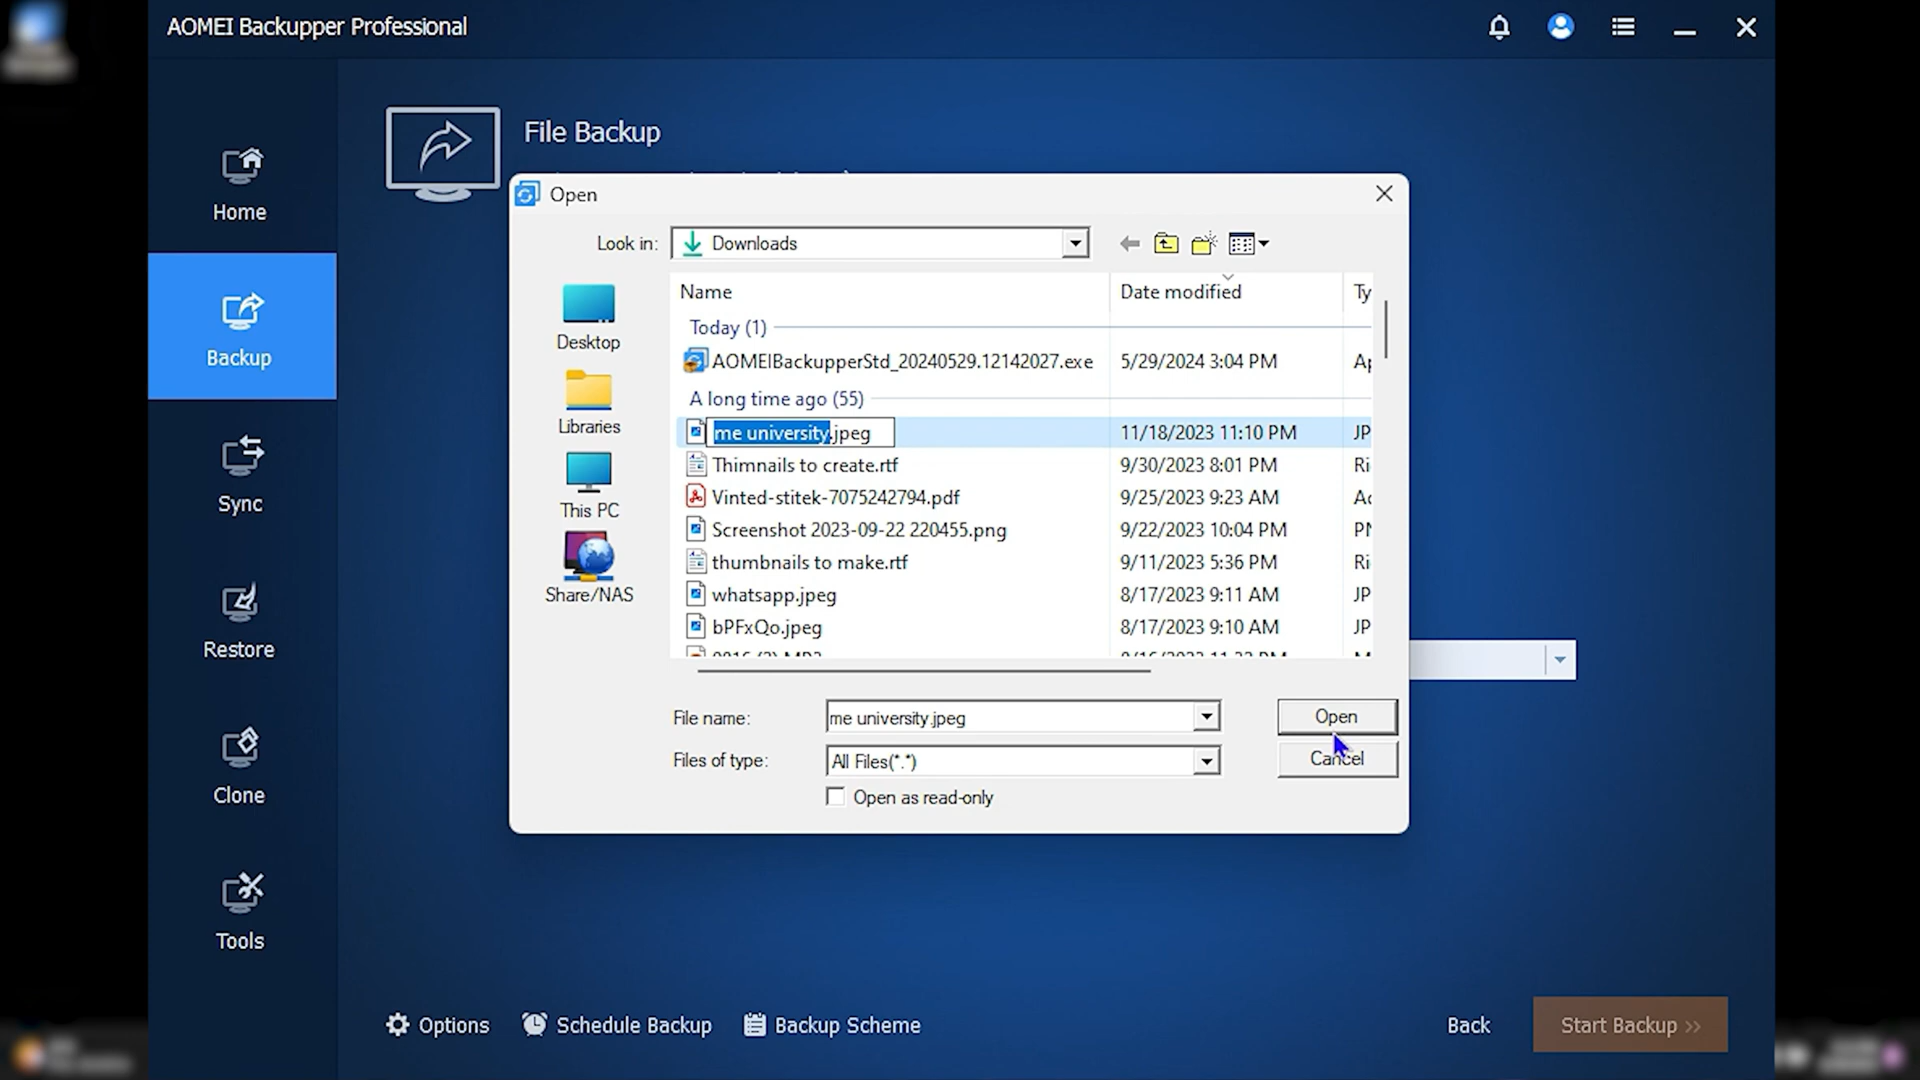 AOMEI Backupper Professional
Home
Backup
Sync
Restore
Clone
Tools
File Backup
Open
Look in:
Downloads
Desktop
Libraries
This PC
Share/NAS
Name Date modified Ty
Today (1)
AOMEIBackupperStd_20240529.12142027.exe 5/29/2024 3:04 PM Ap
A long time ago (55)
me university.jpeg 11/18/2023 11:10 PM JP
Thimnails to create.rtf 9/30/2023 8:01 PM Ri
Vinted-stitek-7075242794.pdf 9/25/2023 9:23 AM Ac
Screenshot 2023-09-22 220455.png 9/22/2023 10:04 PM PN
thumbnails to make.rtf 9/11/2023 5:36 PM Ri
whatsapp.jpeg 8/17/2023 9:11 AM JP
bPFxQo.jpeg 8/17/2023 9:10 AM JP
File name: me university.jpeg Open
Files of type: All Files(*.*) Cancel
Open as read-only
Options Schedule Backup Backup Scheme Back Start Backup >>